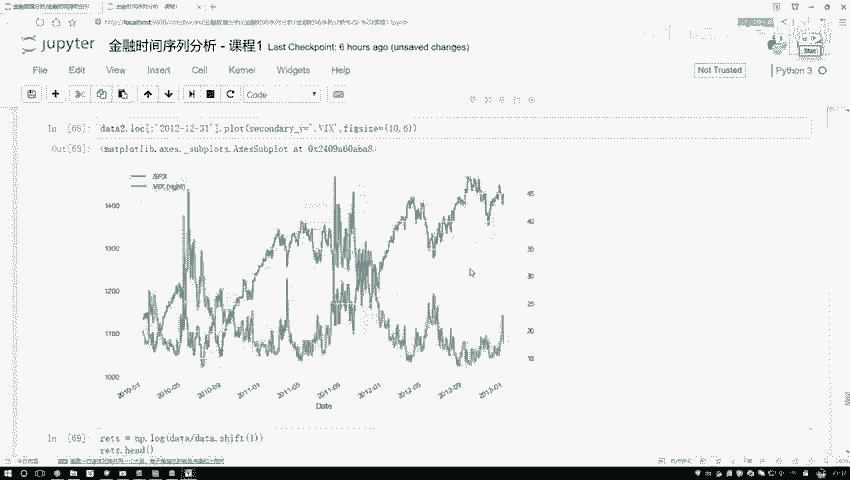 jupyter 金融时间序列分析 - 课程1 Last Checkpoint: 6 hours ago (unsaved changes)
File Edit View Insert Cell Kernel Widgets Help
Not Trusted
Python 3
Code
In [68]: data2.loc[:'2012-12-31'].plot(secondary_y='.VIX',figsize=(10,6))
Out[68]: <matplotlib.axes._subplots.AxesSubplot at 0x2409a60aba8>
.SPX
.VIX (right)
1400
1300
1200
1100
1000
45
40
35
30
25
20
15
2010-01
2010-05
2010-09
2011-01
2011-05
2011-09
2012-01
2012-05
2012-09
2013-01
Date
In [69]: rets = np.log(data/data.shift(1))
rets.head()